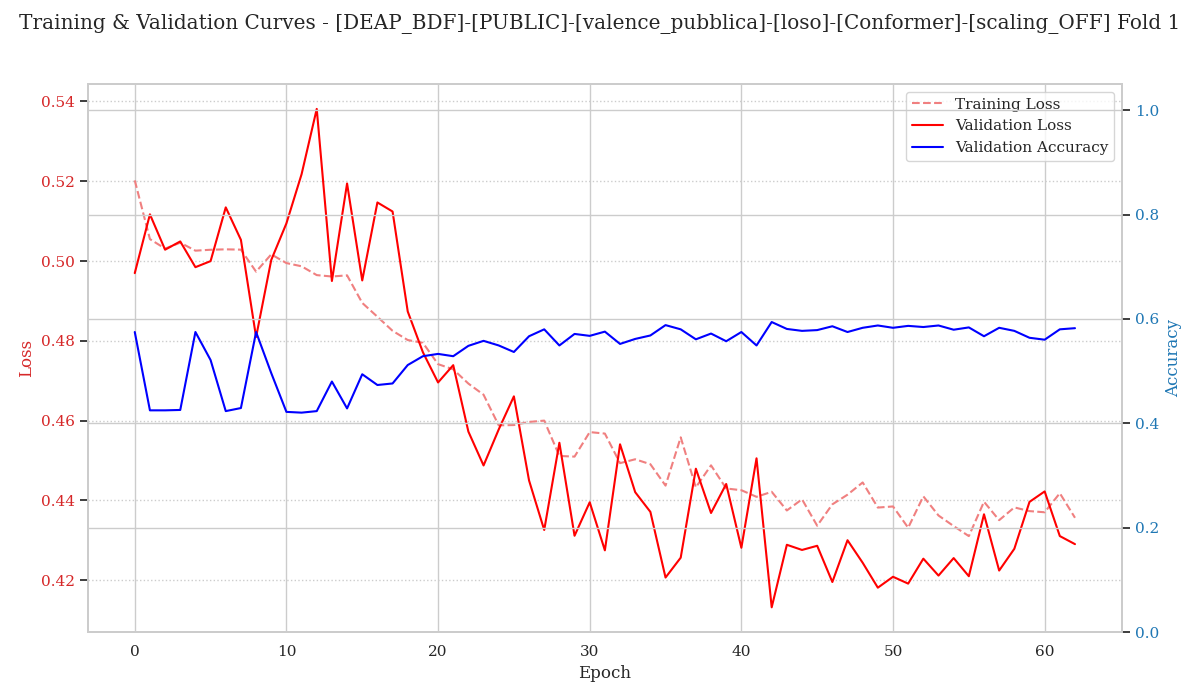 Training & Validation Curves - [DEAP_BDF]-[PUBLIC]-[valence_pubblica]-[loso]-[Conformer]-[scaling_OFF] Fold 1
Training Loss
Validation Loss
Validation Accuracy
0.54
0.52
0.50
0.48
0.46
0.44
0.42
Loss
1.0
0.8
0.6
0.4
0.2
0.0
Accuracy
0
10
20
30
40
50
60
Epoch